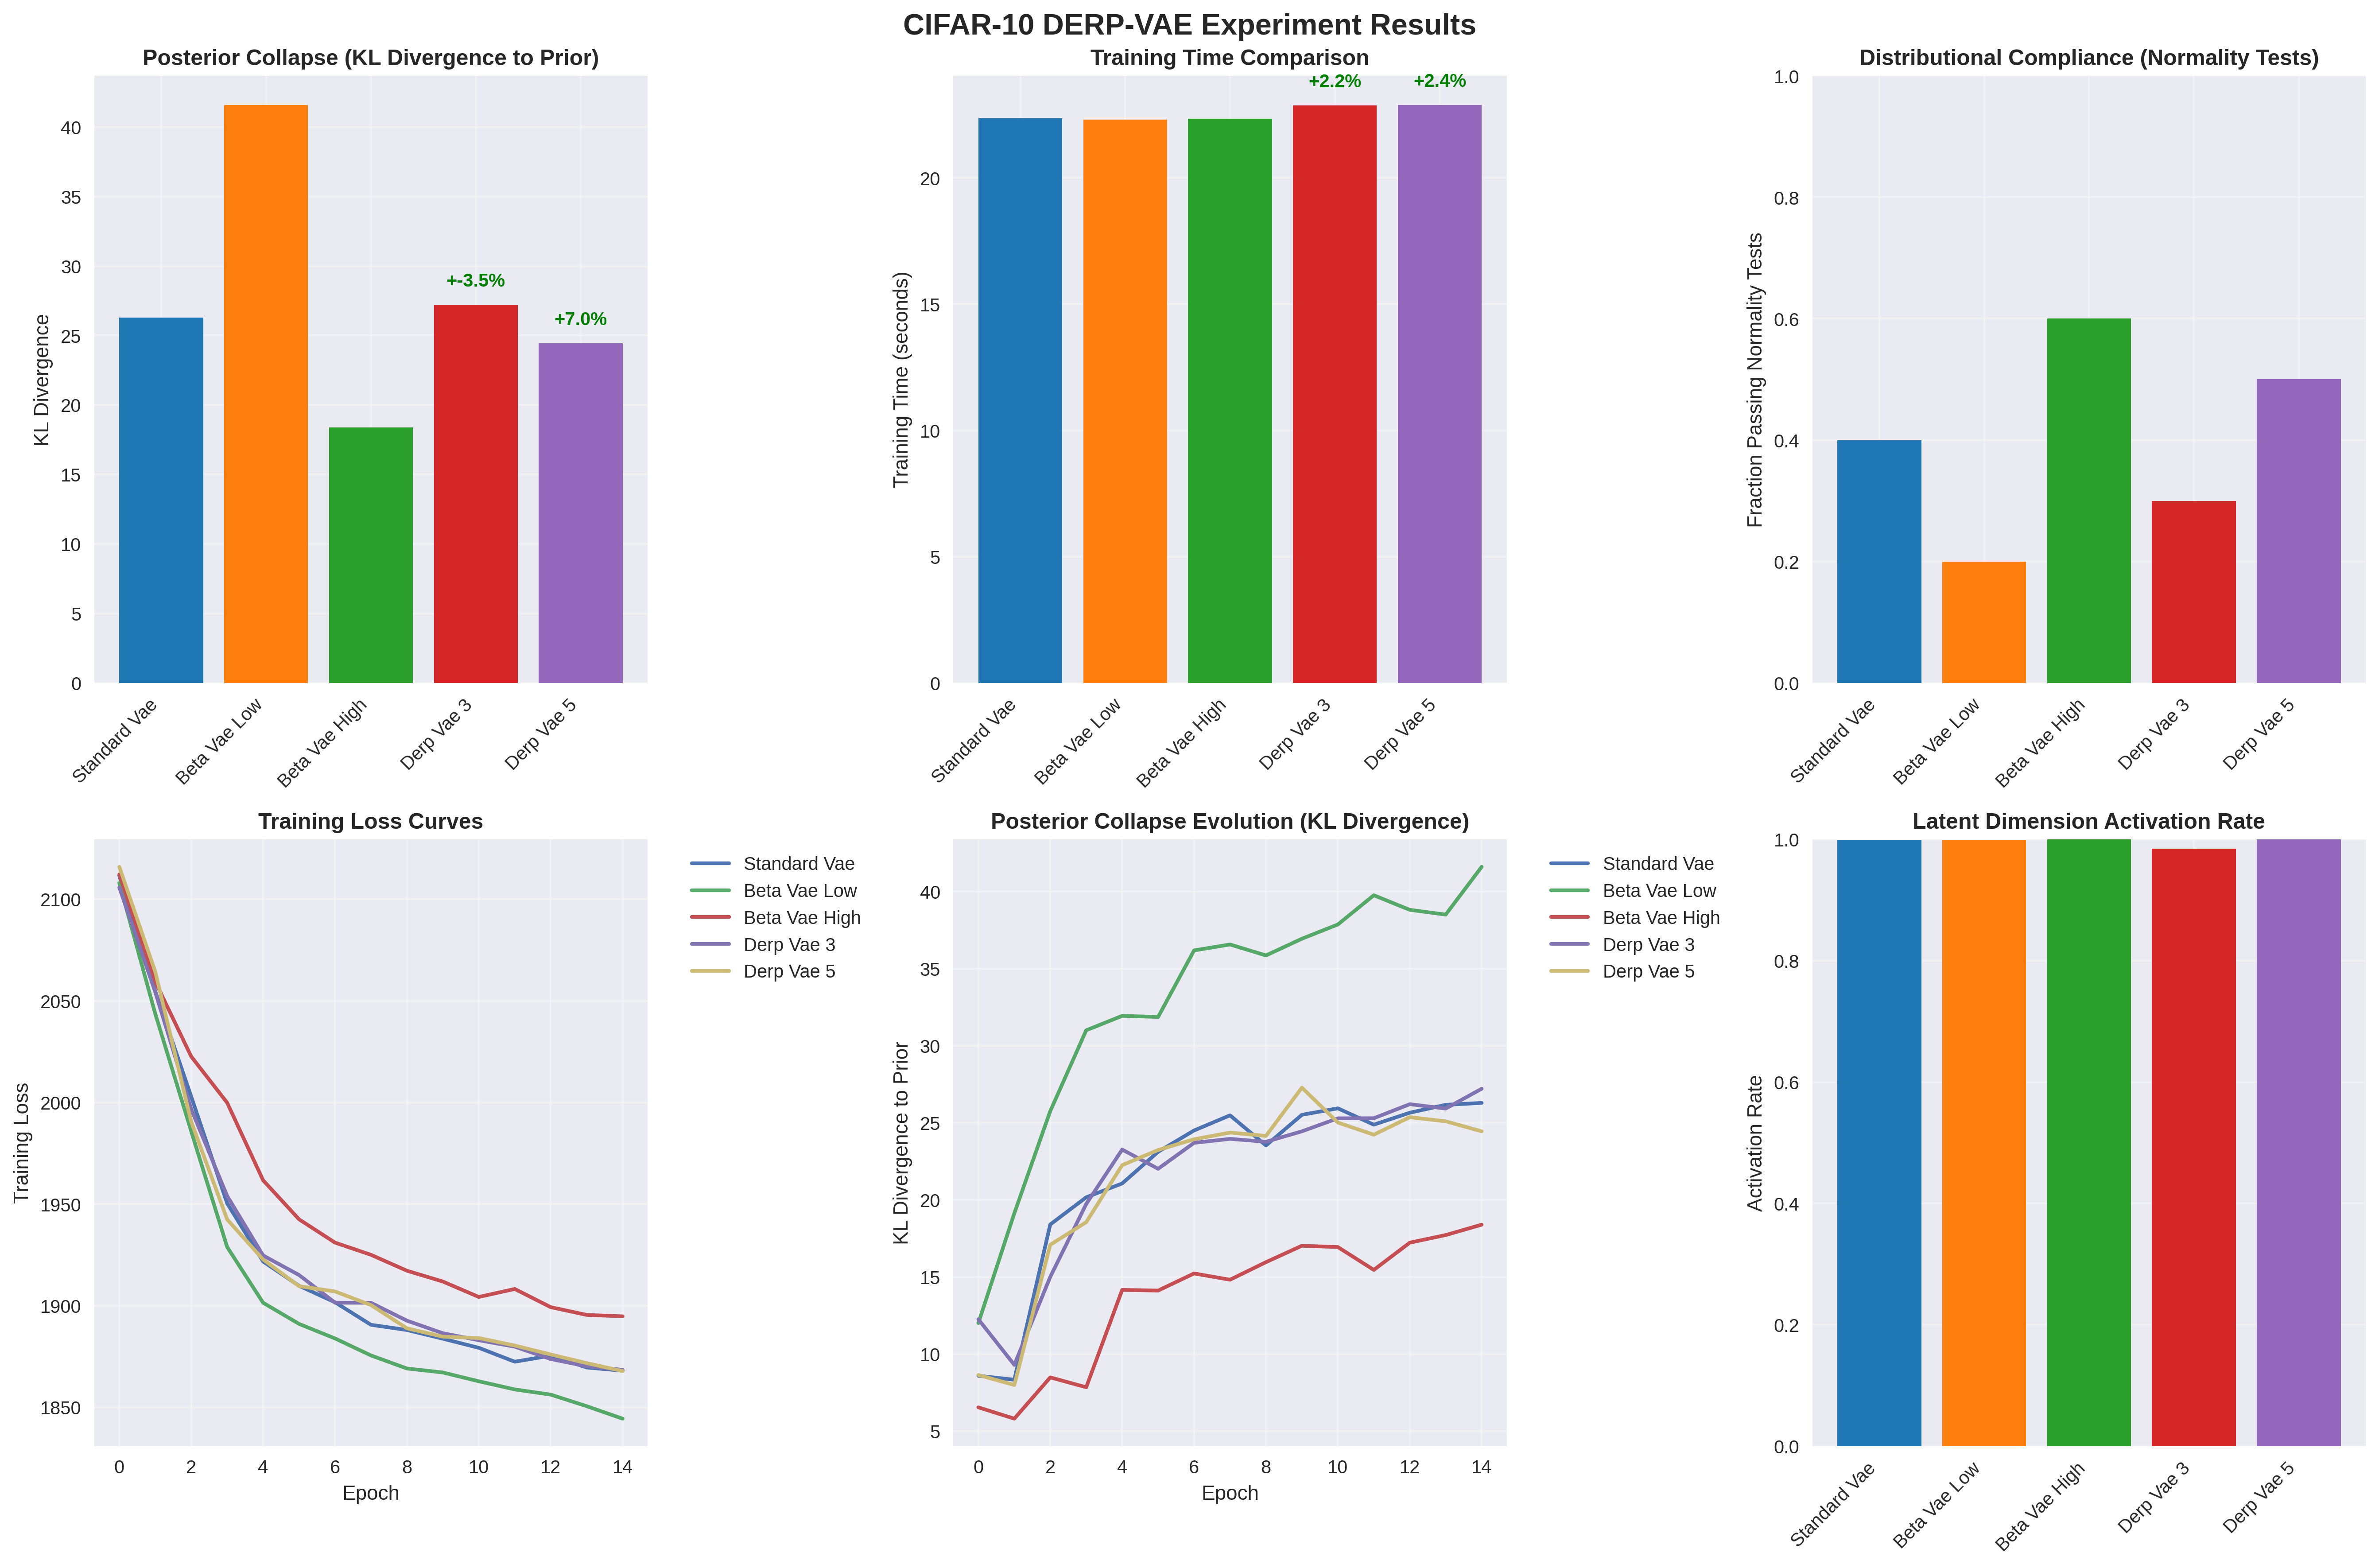 CIFAR-10 DERP-VAE Experiment Results
Posterior Collapse (KL Divergence to Prior)
KL Divergence
40
35
30
25
20
15
10
5
0
+-3.5%
+7.0%
Standard Vae
Beta Vae Low
Beta Vae High
Derp Vae 3
Derp Vae 5
Training Time Comparison
Training Time (seconds)
20
15
10
5
0
+2.2%
+2.4%
Standard Vae
Beta Vae Low
Beta Vae High
Derp Vae 3
Derp Vae 5
Distributional Compliance (Normality Tests)
Fraction Passing Normality Tests
1.0
0.8
0.6
0.4
0.2
0.0
Standard Vae
Beta Vae Low
Beta Vae High
Derp Vae 3
Derp Vae 5
Training Loss Curves
Training Loss
2100
2050
2000
1950
1900
1850
0 2 4 6 8 10 12 14
Epoch
Standard Vae
Beta Vae Low
Beta Vae High
Derp Vae 3
Derp Vae 5
Posterior Collapse Evolution (KL Divergence)
KL Divergence to Prior
40
35
30
25
20
15
10
5
0 2 4 6 8 10 12 14
Epoch
Standard Vae
Beta Vae Low
Beta Vae High
Derp Vae 3
Derp Vae 5
Latent Dimension Activation Rate
Activation Rate
1.0
0.8
0.6
0.4
0.2
0.0
Standard Vae
Beta Vae Low
Beta Vae High
Derp Vae 3
Derp Vae 5